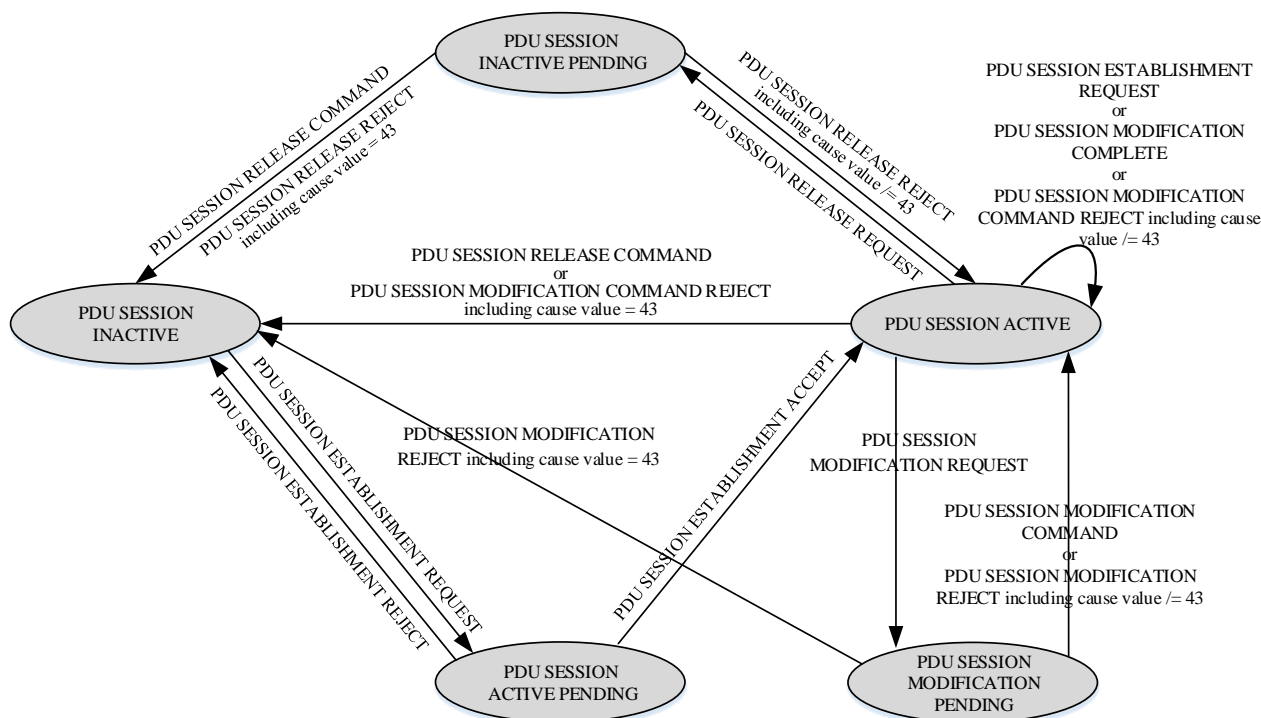 PDU SESSION
INACTIVE PENDING
PDU SESSION RELEASE COMMAND
PDU SESSION RELEASE REJECT
including cause value = 43
PDU SESSION RELEASE REJECT
including cause value /= 43
PDU SESSION RELEASE REQUEST
PDU SESSION ESTABLISHMENT
REQUEST
or
PDU SESSION MODIFICATION
COMPLETE
or
PDU SESSION MODIFICATION
COMMAND REJECT including cause
value /= 43
PDU SESSION RELEASE COMMAND
or
PDU SESSION MODIFICATION COMMAND REJECT
including cause value = 43
PDU SESSION
INACTIVE
PDU SESSION ACTIVE
PDU SESSION ESTABLISHMENT REQUEST
PDU SESSION ESTABLISHMENT REJECT
PDU SESSION MODIFICATION
REJECT including cause value = 43
PDU SESSION ESTABLISH ACCEPT
PDU SESSION
MODIFICATION REQUEST
PDU SESSION MODIFICATION
COMMAND
or
PDU SESSION MODIFICATION
REJECT including cause value /= 43
PDU SESSION
ACTIVE PENDING
PDU SESSION
MODIFICATION
PENDING